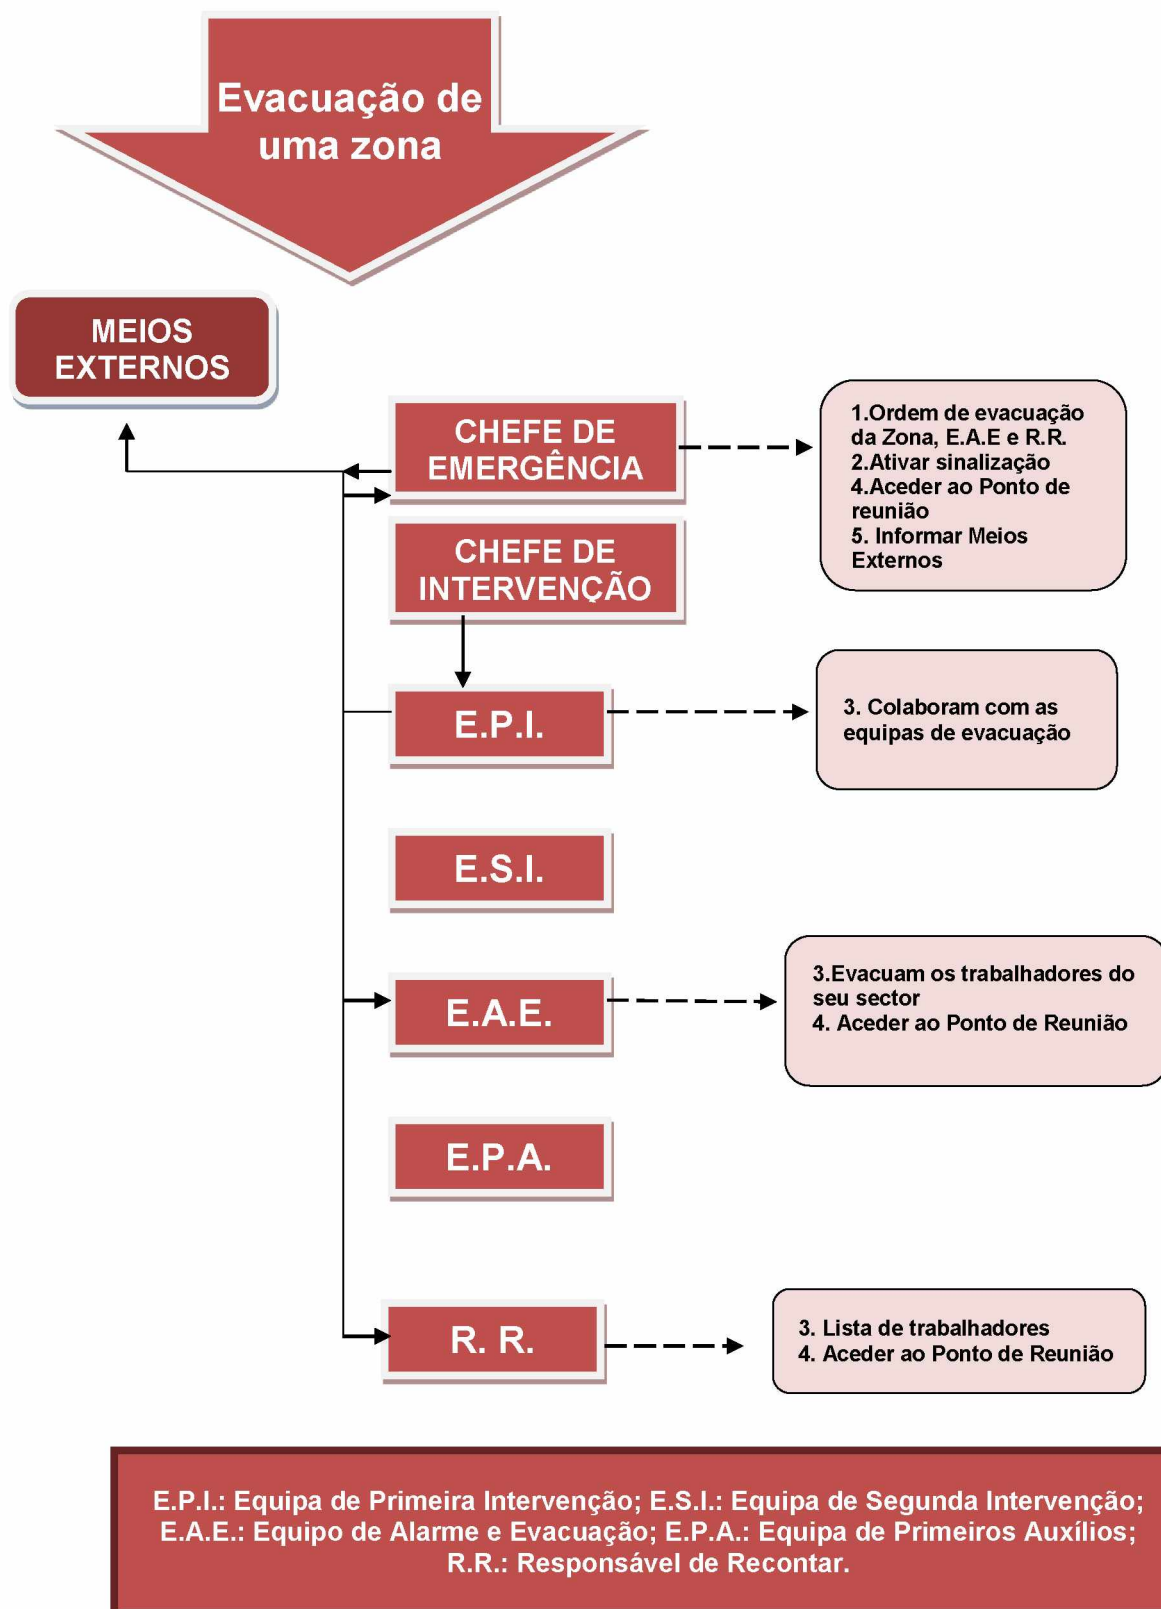 Evacuação de
uma zona
MEIOS
EXTERNOS
CHEFE DE
EMERGÊNCIA
1.Ordem de evacuação
da Zona, E.A.E e R.R.
2.Ativar sinalização
4.Aceder ao Ponto de
reunião
5. Informar Meios
Externos
CHEFE DE
INTERVENÇÃO
E.P.I.
3. Colaboram com as
equipas de evacuação
E.S.I.
E.A.E.
3.Evacuam os trabalhadores do
seu sector
4. Aceder ao Ponto de Reunião
E.P.A.
R. R.
3. Lista de trabalhadores
4. Aceder ao Ponto de Reunião
E.P.I.: Equipa de Primeira Intervenção; E.S.I.: Equipa de Segunda Intervenção;
E.A.E.: Equipo de Alarme e Evacuação; E.P.A.: Equipa de Primeiros Auxílios;
R.R.: Responsável de Recontar.